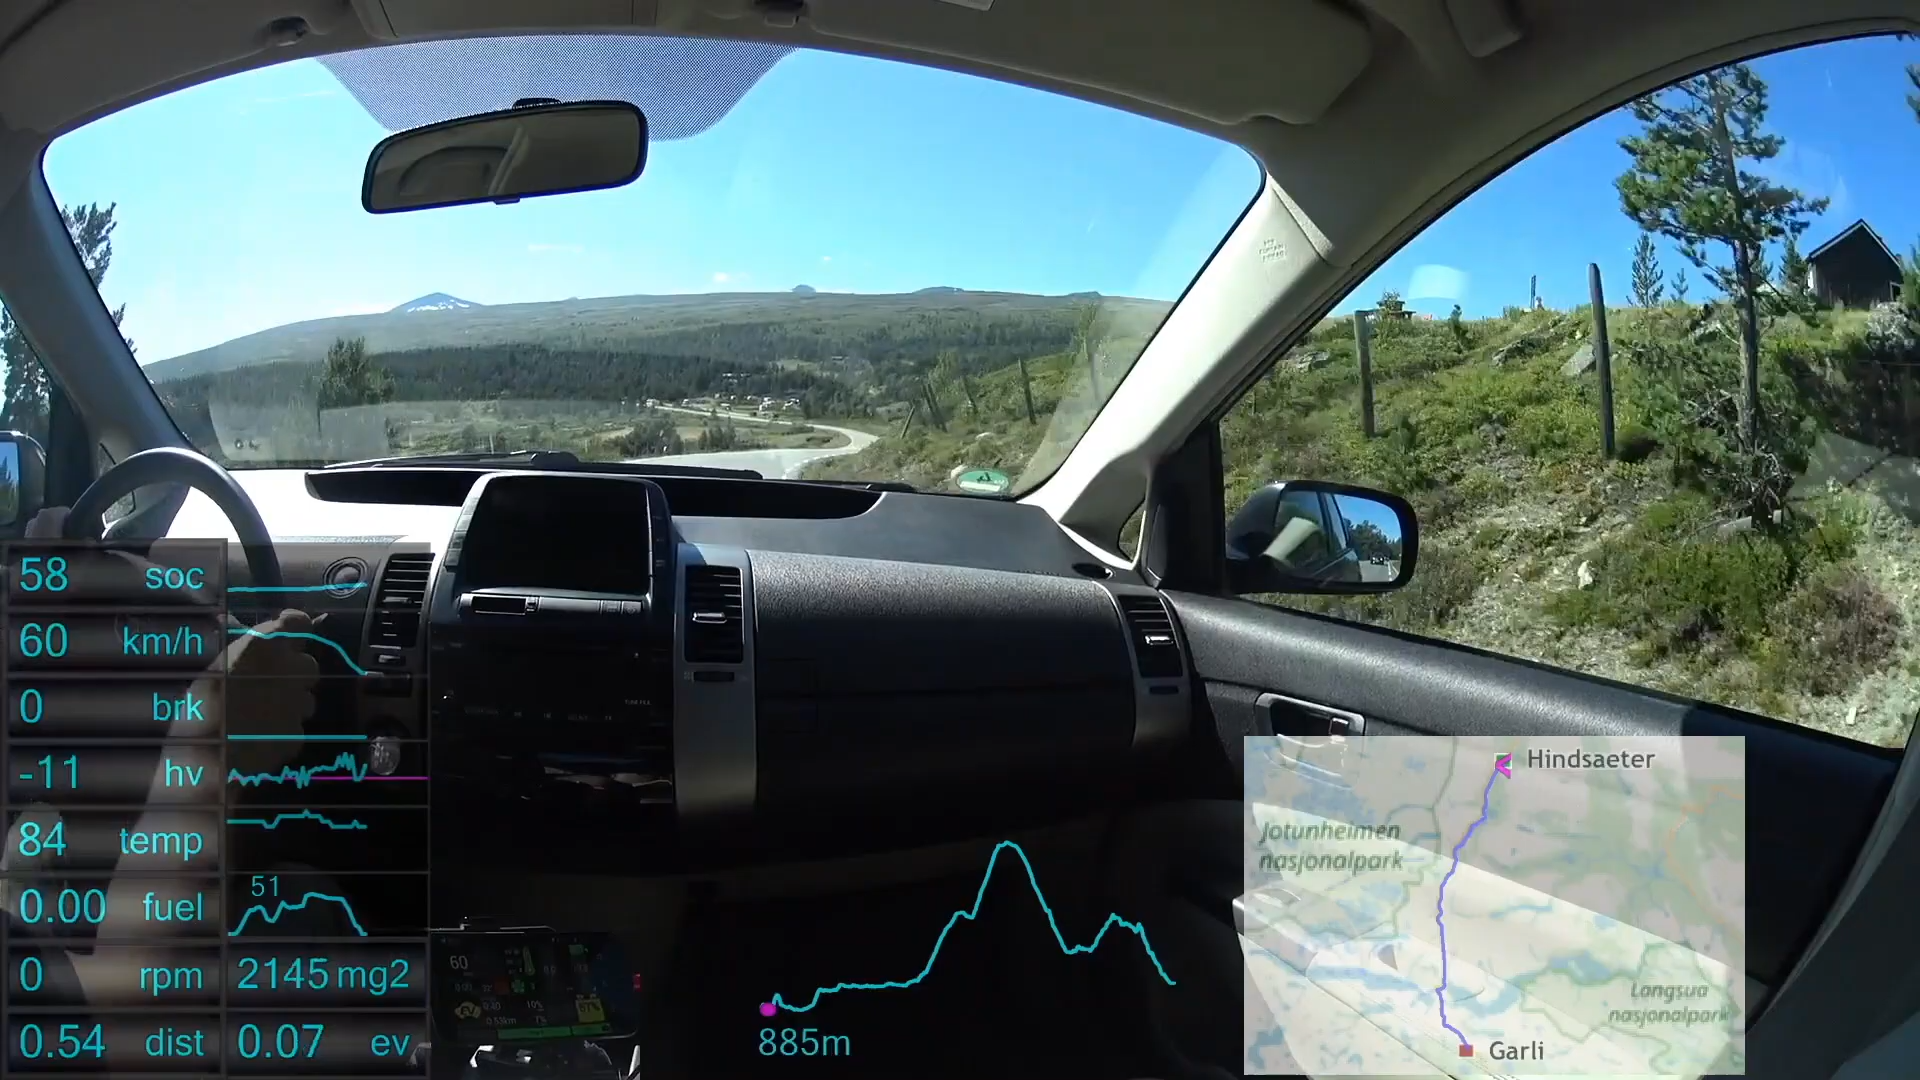 58 soc
60 km/h
0 brk
-11 hv
84 temp
0.00 fuel
51
0 rpm
2145 mg2
0.54 dist
0.07 ev
60
885m
Hindsaeter
Jotunheimen
nasjonalpark
Langsua
nasjonalpark
Garli